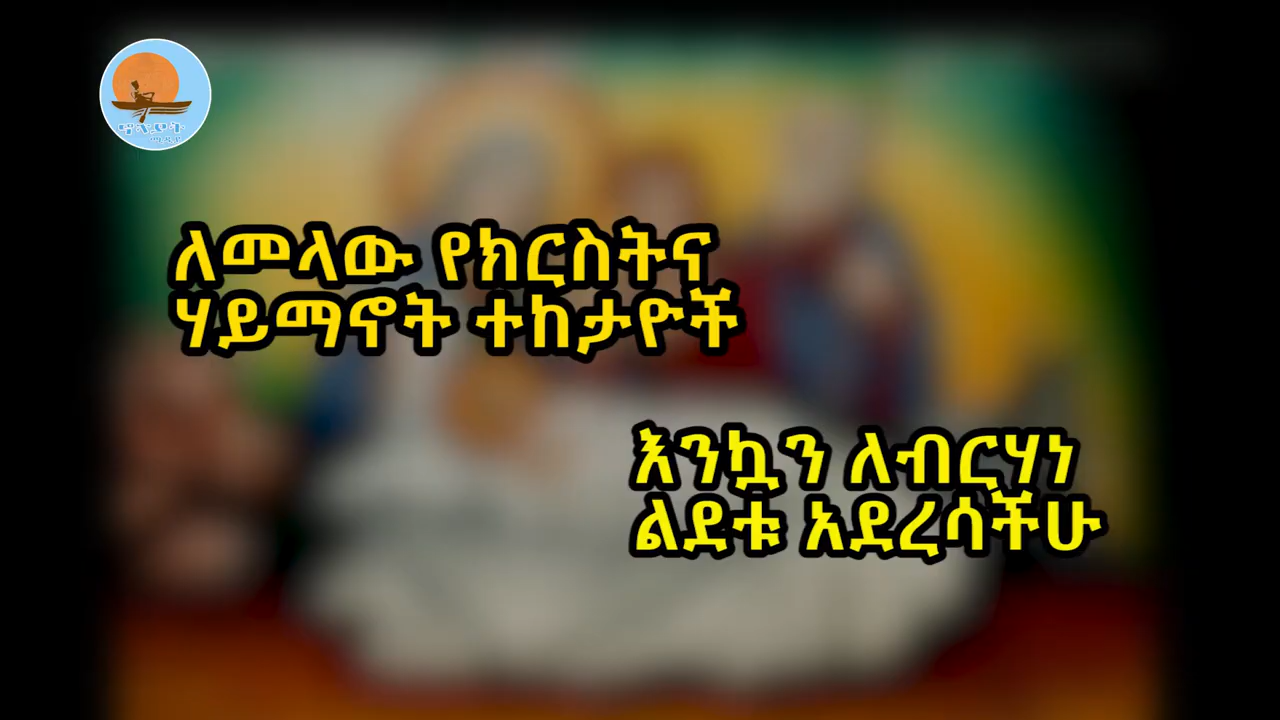 ለመላው የክርስትና
ሃይማኖት ተከታዮች
እንኳን ለብርሃነ
ልደቱ አደረሳችሁ